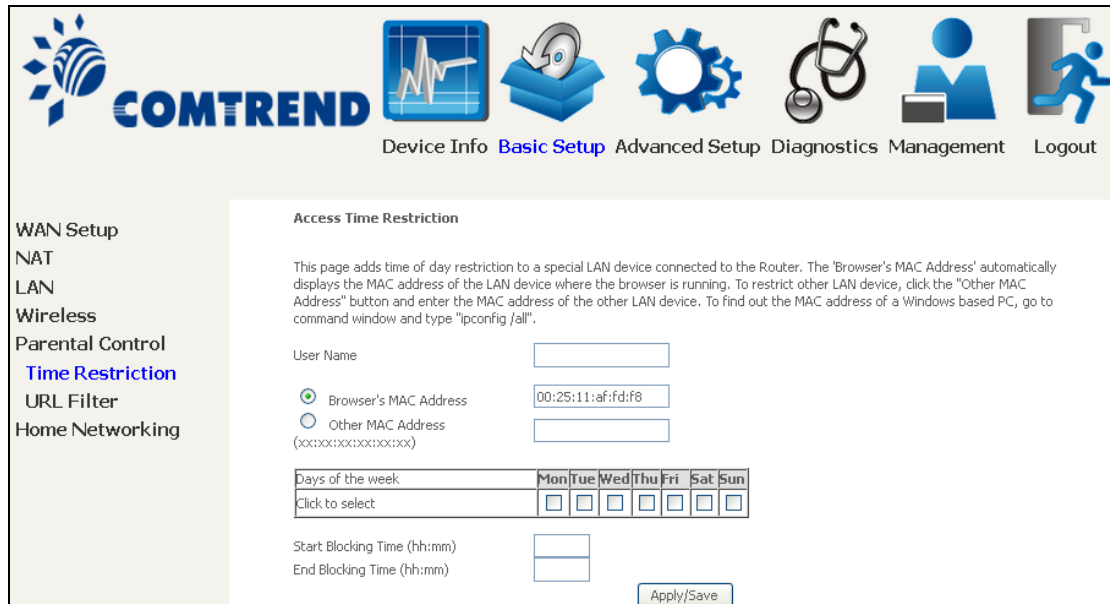 COMTREND
Device Info Basic Setup Advanced Setup Diagnostics Management Logout
WAN Setup
NAT
LAN
Wireless
Parental Control
Time Restriction
URL Filter
Home Networking
Access Time Restriction
This page adds time of day restriction to a special LAN device connected to the Router. The 'Browser's MAC Address' automatically
displays the MAC address of the LAN device where the browser is running. To restrict other LAN device, click the "Other MAC
Address" button and enter the MAC address of the other LAN device. To find out the MAC address of a Windows based PC, go to
command window and type "ipconfig /all".
User Name
Browser's MAC Address 00:25:11:af:fd:f8
Other MAC Address
(xx:xx:xx:xx:xx:xx)
Days of the week Mon Tue Wed Thu Fri Sat Sun
Click to select
Start Blocking Time (hh:mm)
End Blocking Time (hh:mm)
Apply/Save